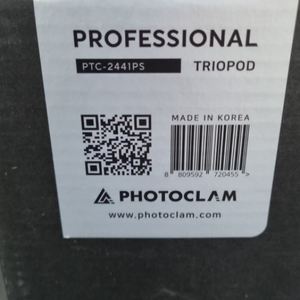 PROFESSIONAL
PTC-2441PS TRIOPOD
MADE IN KOREA
8 809592 720455 >
PHOTOCLAM
www.photoclam.com